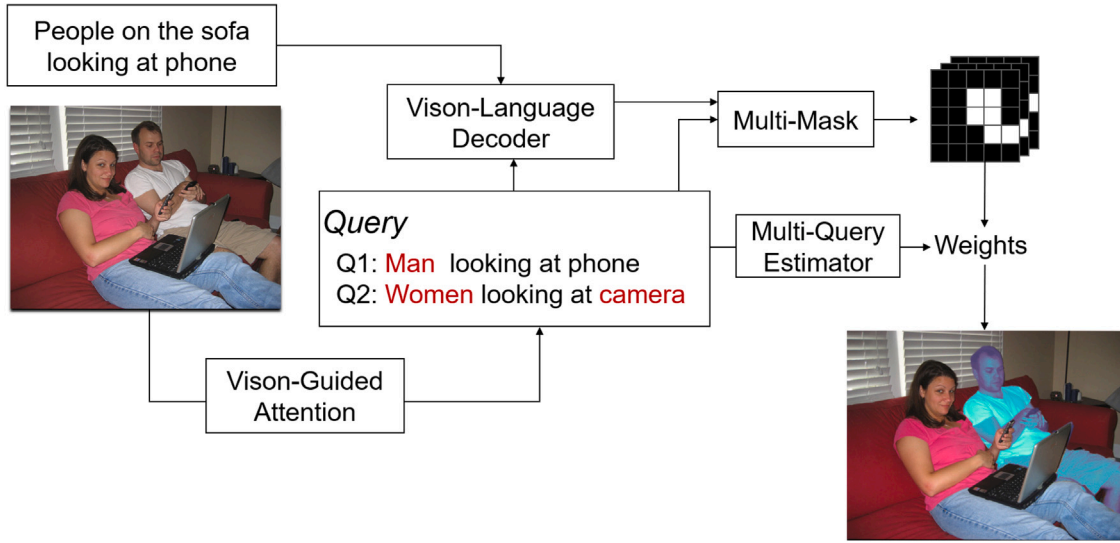 People on the sofa
looking at phone
Vison-Language
Decoder
Multi-Mask
Query
Q1: Man looking at phone
Q2: Women looking at camera
Multi-Query
Estimator
Weights
Vison-Guided
Attention